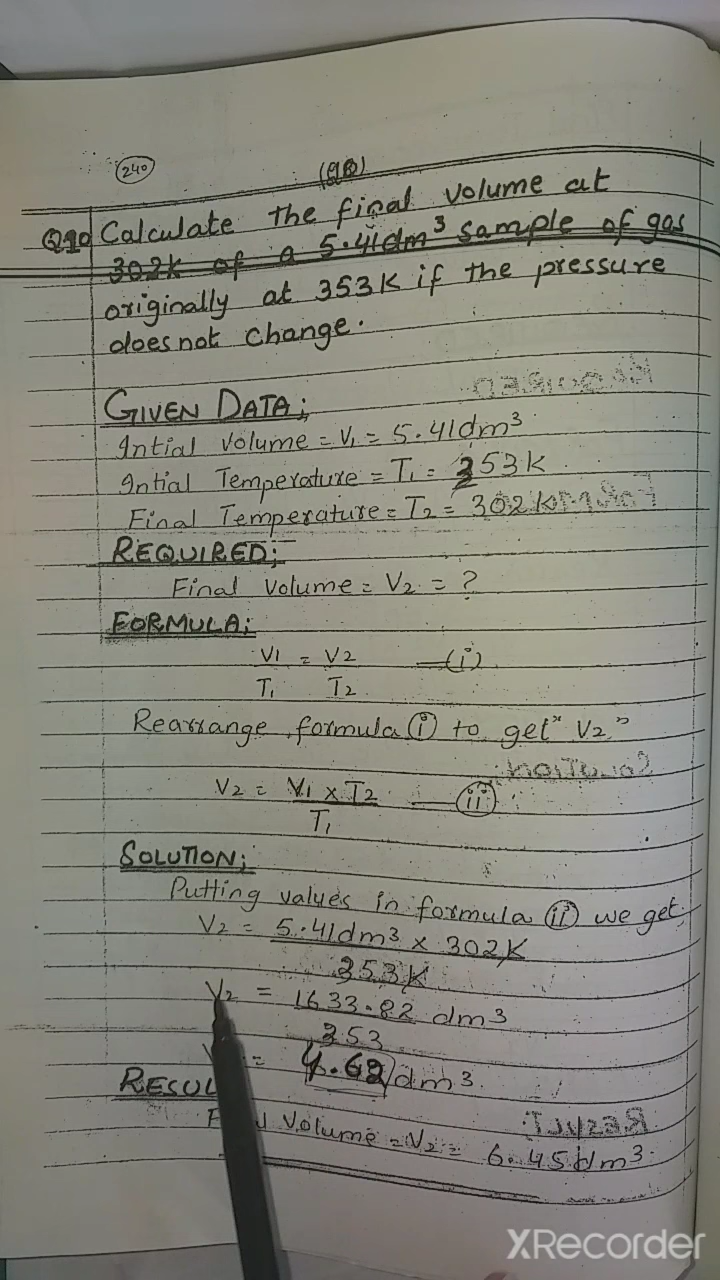 240
(90)
Q10 Calculate the final volume at
302K of a 5.41dm³ sample of gas
originally at 353K if the pressure
does not change.
GIVEN DATA;
Intial Volume = V₁ = 5.41dm³
Intial Temperature = T₁ = 353K
Final Temperature = T₂ = 302K
REQUIRED;
Final Volume = V₂ = ?
FORMULA;
V₁ = V₂ —(i)
T₁ T₂
Rearrange formula (i) to get "V₂"
V₂ = V₁ × T₂ —(ii)
T₁
SOLUTION;
Putting values in formula (ii) we get;
V₂ = 5.41dm³ × 302K
353K
V₂ = 1633.82 dm³
353
= 4.62 dm³.
RESU
Volume = V₂ = 6.45dm³.
XRecorder